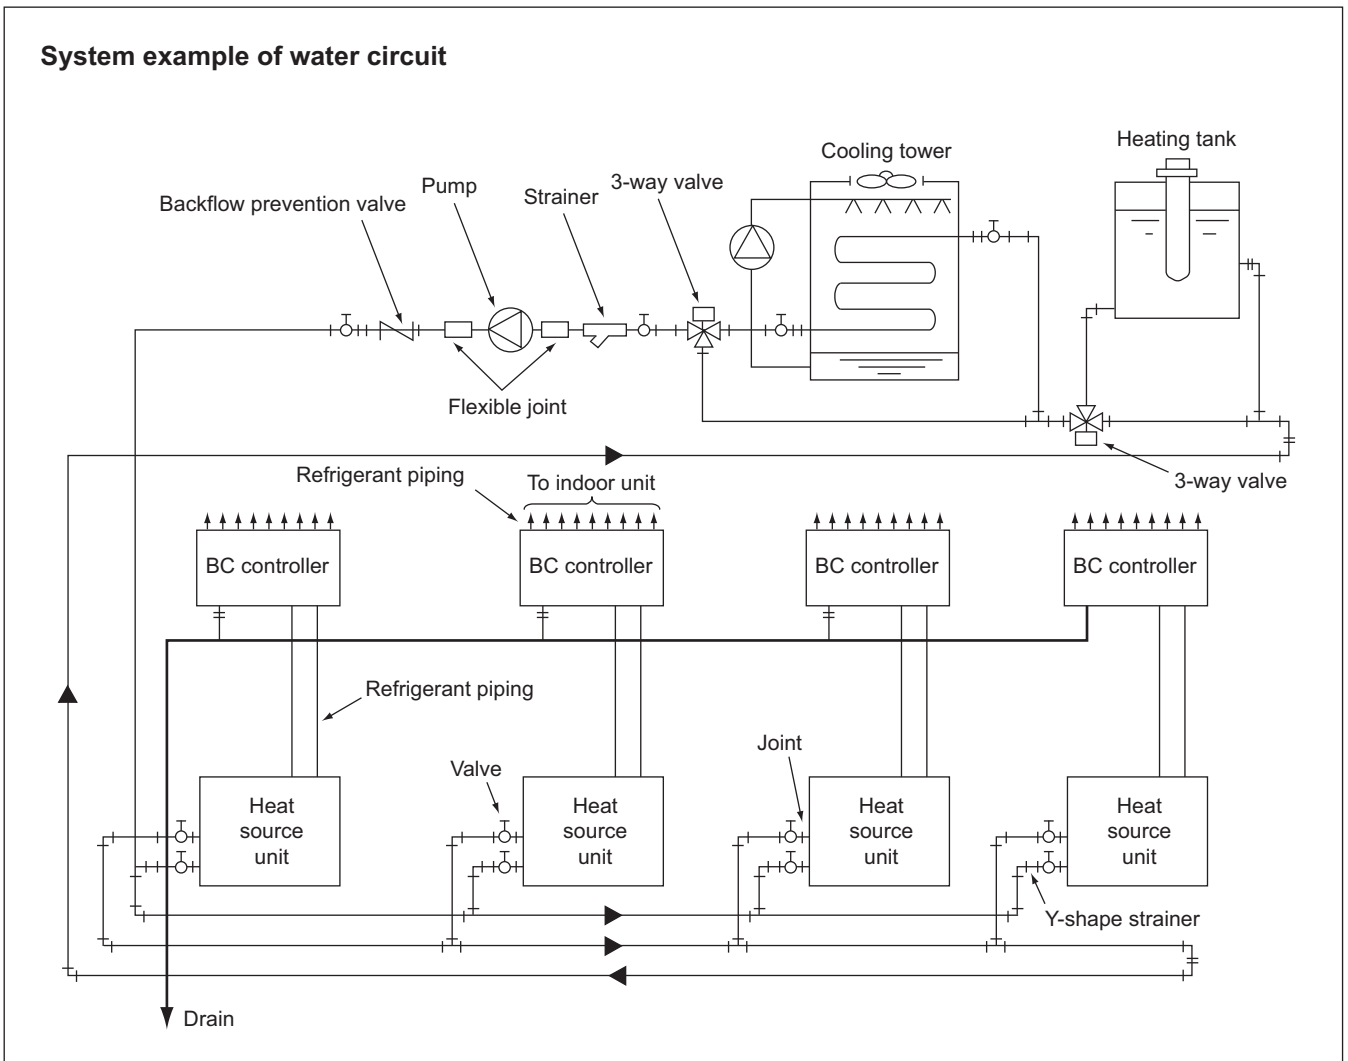 System example of water circuit
Heating tank
Cooling tower
3-way valve
Pump
Strainer
Backflow prevention valve
Flexible joint
3-way valve
Refrigerant piping
To indoor unit
BC controller
BC controller
BC controller
BC controller
Refrigerant piping
Joint
Valve
Heat
source
unit
Heat
source
unit
Heat
source
unit
Heat
source
unit
Y-shape strainer
Drain